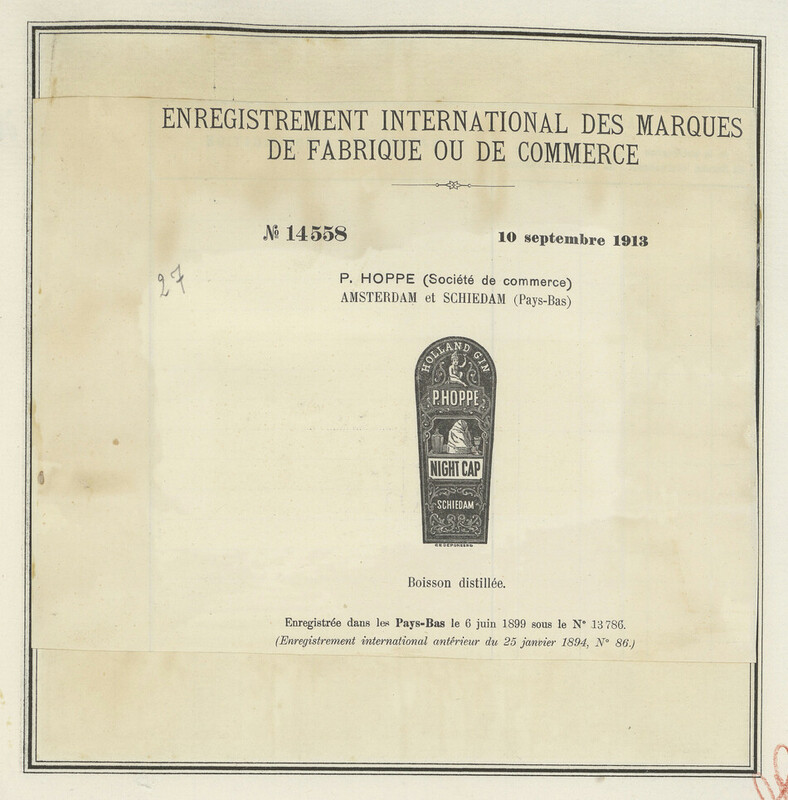 ENREGISTREMENT INTERNATIONAL DES MARQUES
DE FABRIQUE OU DE COMMERCE
№ 14558
10 septembre 1913
27
P. HOPPE (Société de commerce)
AMSTERDAM et SCHIEDAM (Pays-Bas)
HOLLAND GIN
P. HOPPE
NIGHT CAP
SCHIEDAM
Boisson distillée.
Enregistrée dans les Pays-Bas le 6 juin 1899 sous le N° 13786.
(Enregistrement international antérieur du 25 janvier 1894, N° 86.)